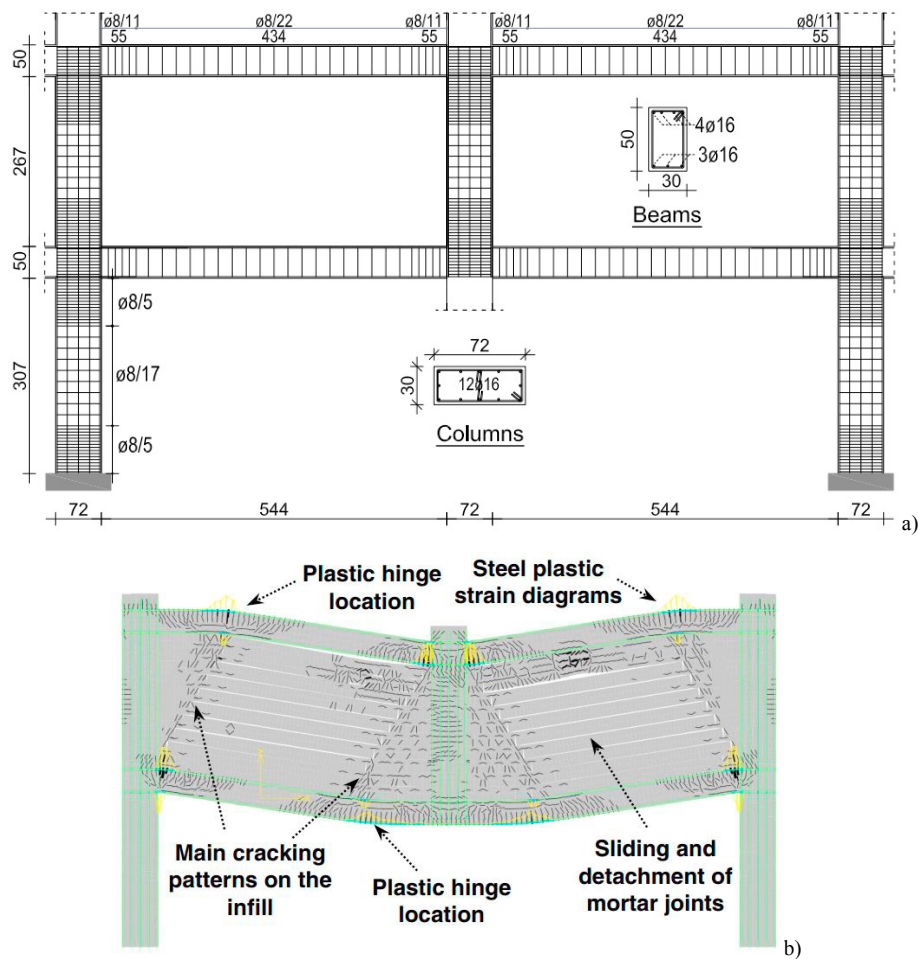 ø8/11 ø8/22 ø8/11 ø8/11 ø8/22 ø8/11
55 434 55 55 434 55
50
267
50
307
50
4ø16
3ø16
30
Beams
ø8/5
ø8/17
ø8/5
72
30
12ø16
Columns
72 544 72 544 72
a)
Plastic hinge
location
Steel plastic
strain diagrams
Main cracking
patterns on the
infill
Plastic hinge
location
Sliding and
detachment of
mortar joints
b)